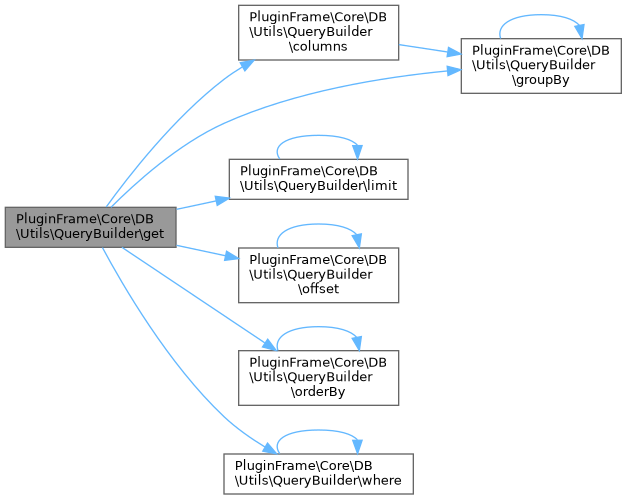 PluginFrame\Core\DB
\Utils\QueryBuilder
\columns
PluginFrame\Core\DB
\Utils\QueryBuilder
\groupBy
PluginFrame\Core\DB
\Utils\QueryBuilder\limit
PluginFrame\Core\DB
\Utils\QueryBuilder\get
PluginFrame\Core\DB
\Utils\QueryBuilder
\offset
PluginFrame\Core\DB
\Utils\QueryBuilder
\orderBy
PluginFrame\Core\DB
\Utils\QueryBuilder\where